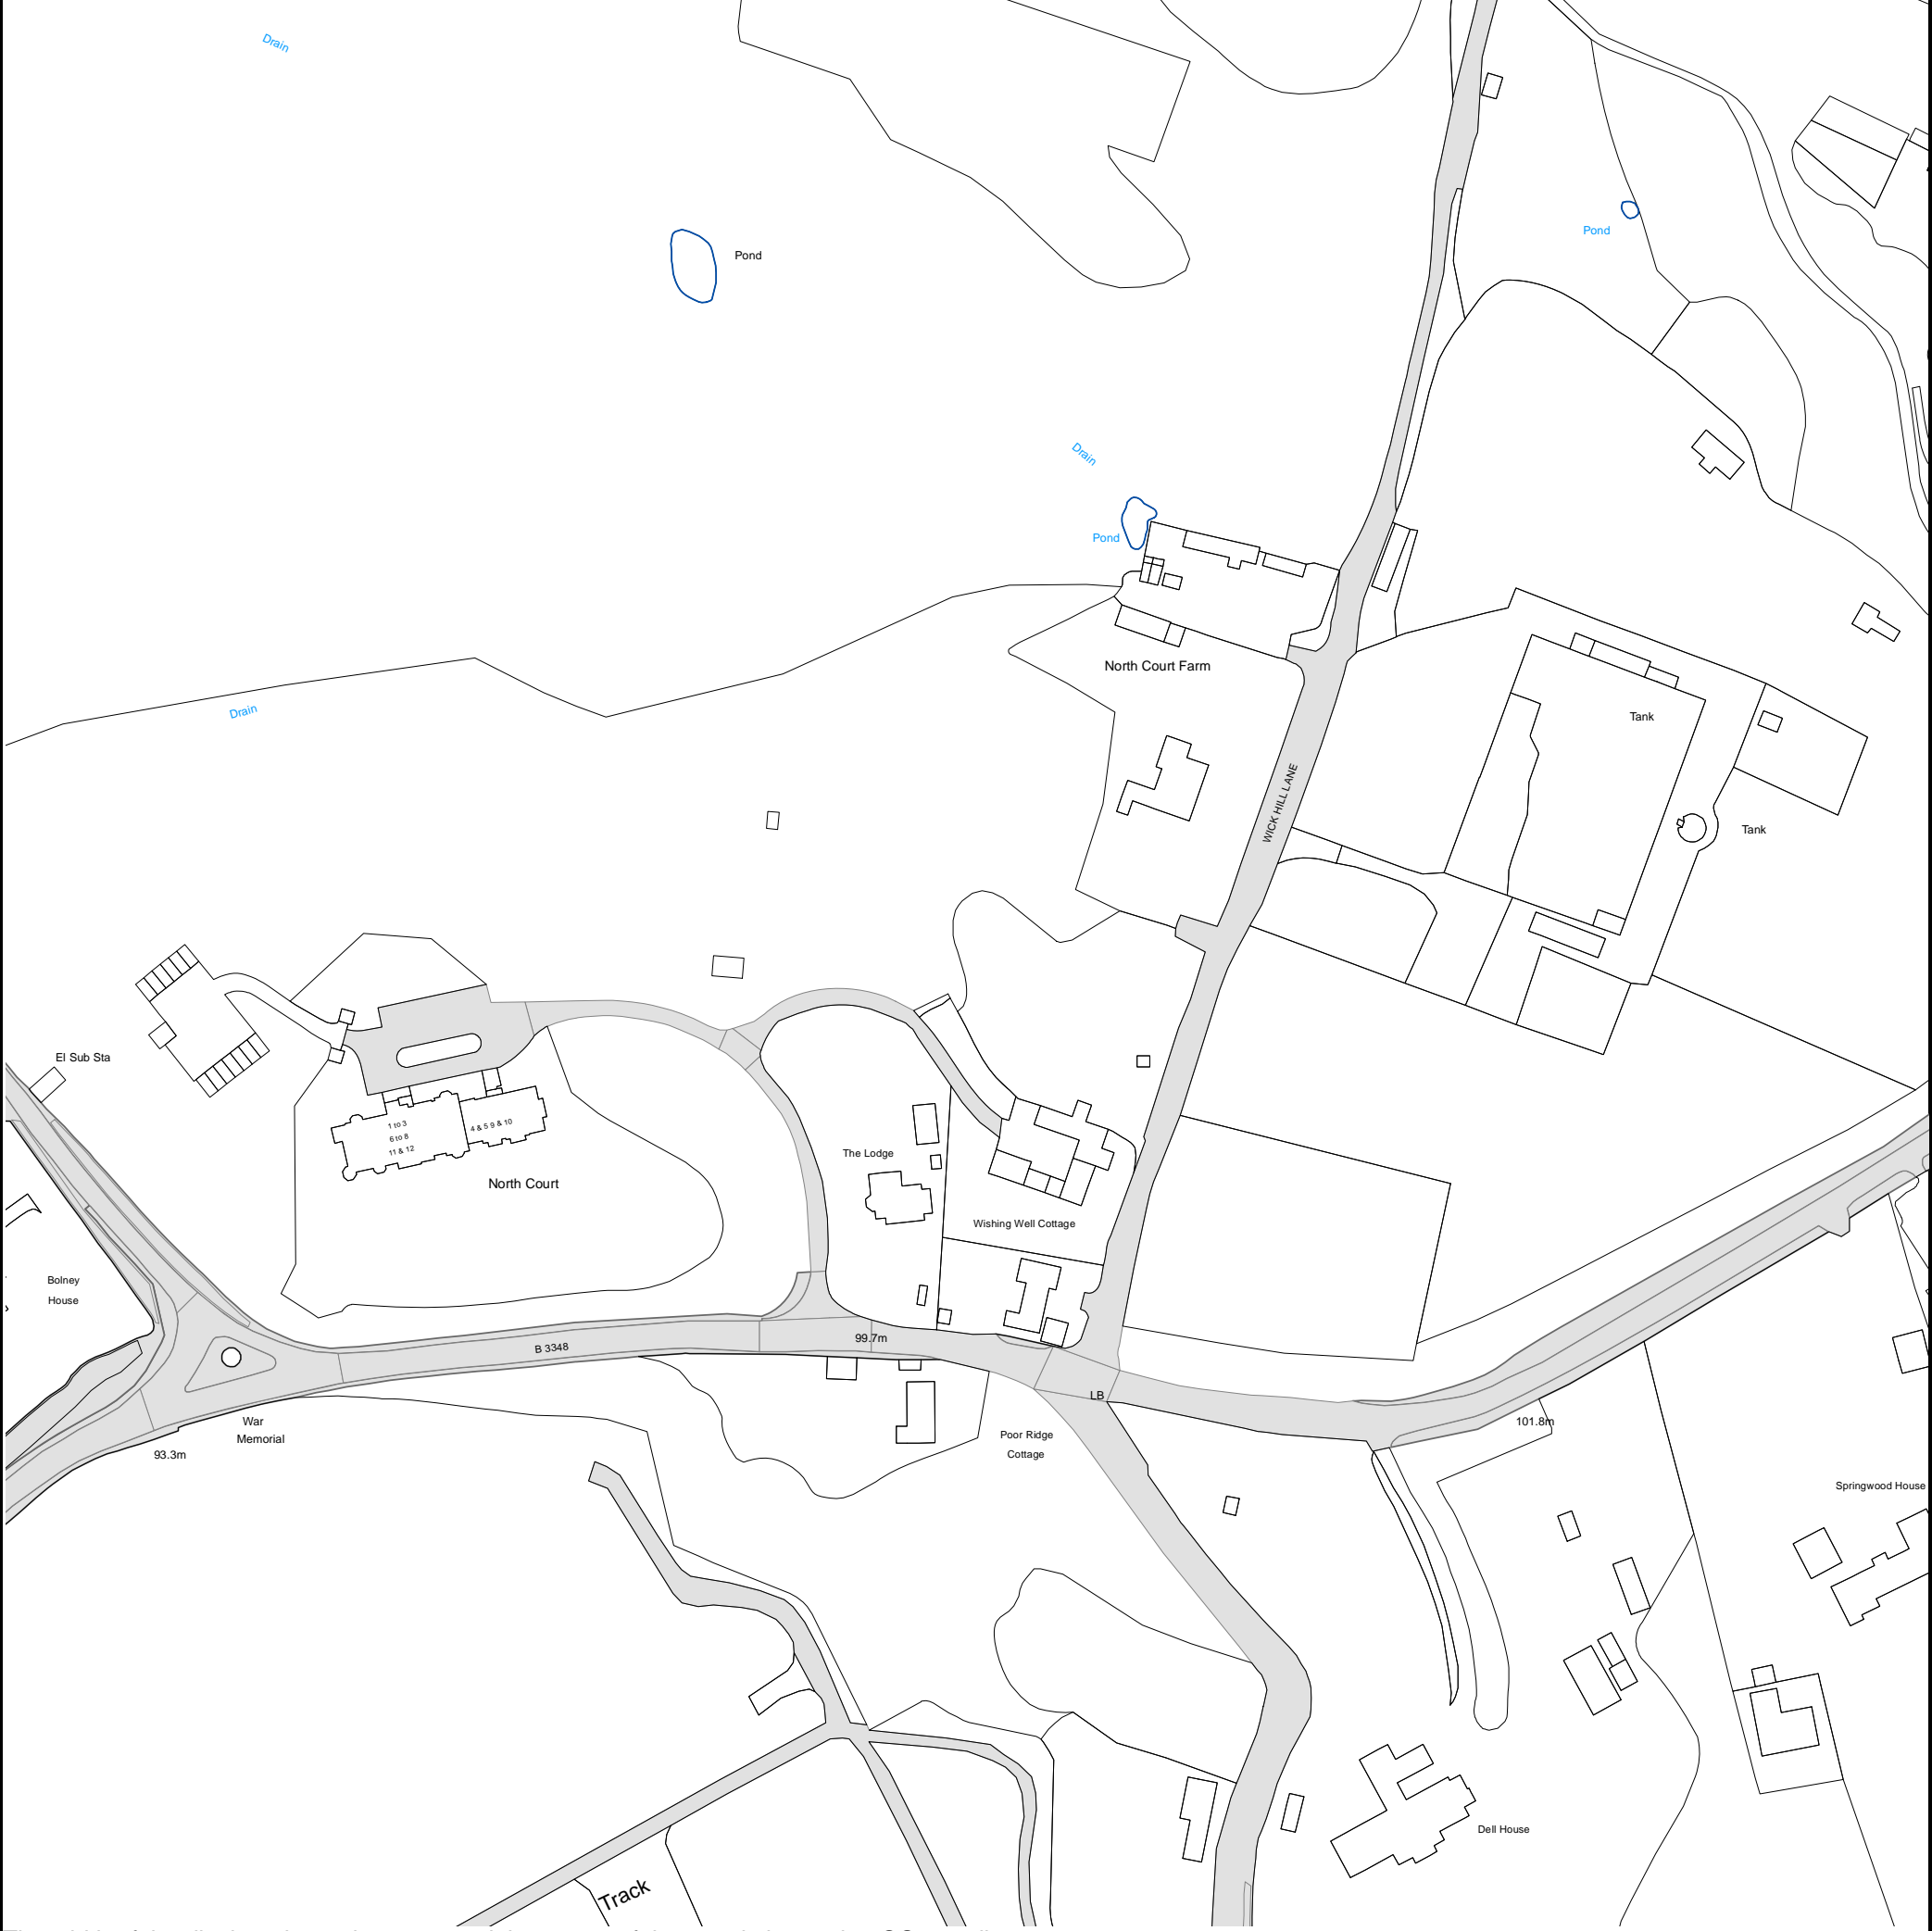 Drain
Pond
Pond
Drain
Pond
North Court Farm
Drain
Tank
WICK HILL LANE
Tank
El Sub Sta
1 to 3
6 to 8
11 & 12
4 & 5 9 & 10
The Lodge
North Court
Wishing Well Cottage
Bolney
House
99.7m
B 3348
LB
War
Memorial
93.3m
101.8m
Poor Ridge
Cottage
Springwood House
Dell House
Track